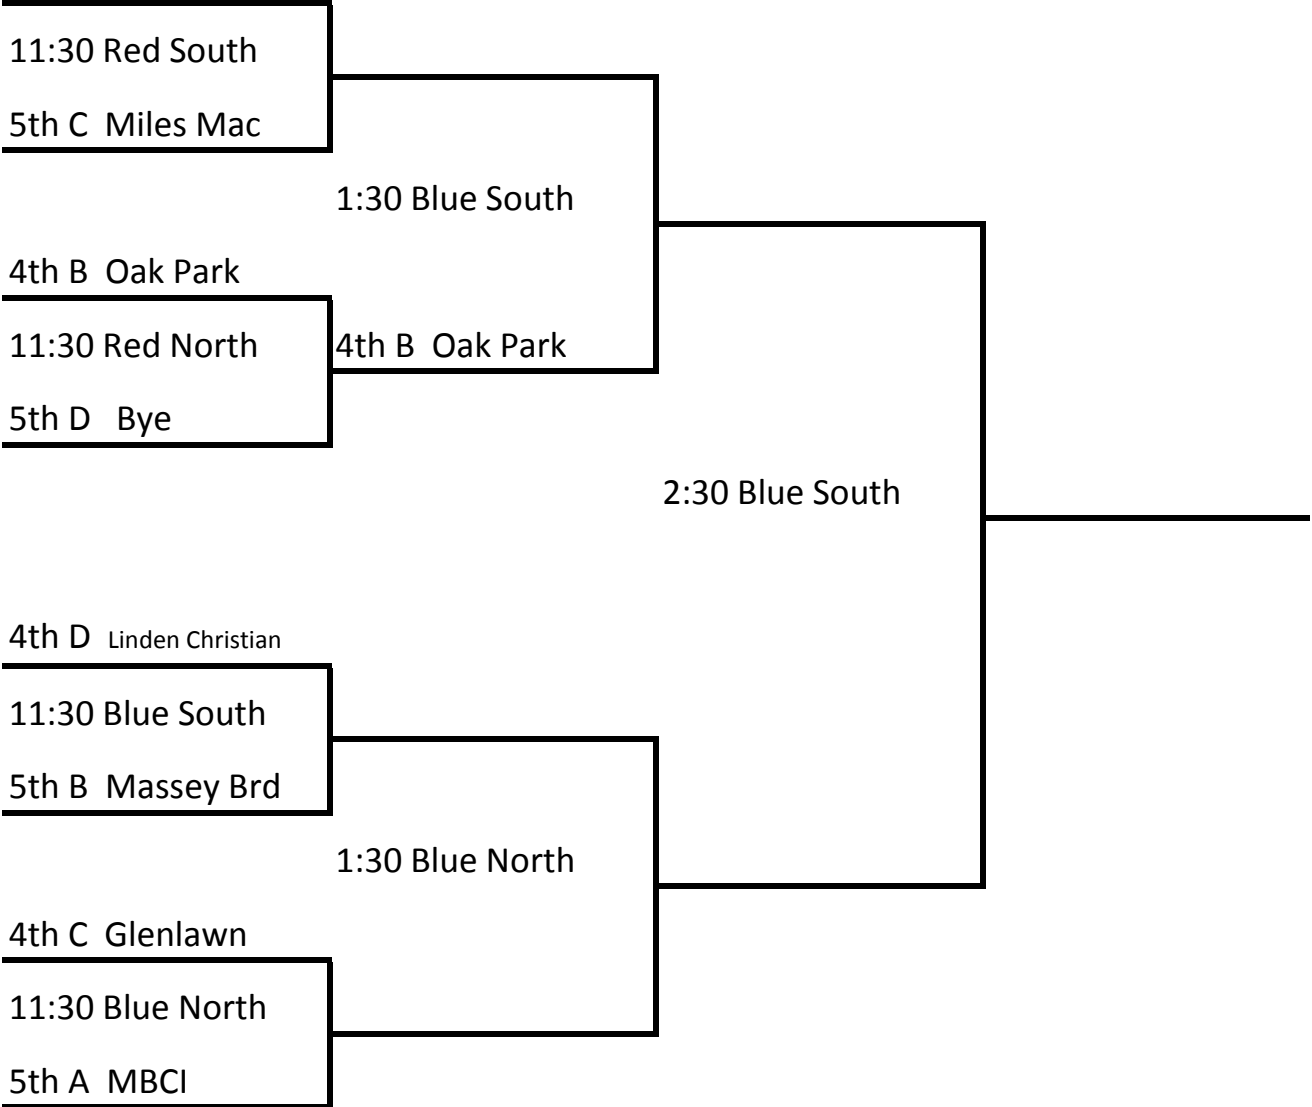 11:30 Red South
5th C  Miles Mac
1:30 Blue South
4th B  Oak Park
11:30 Red North
4th B  Oak Park
5th D   Bye
2:30 Blue South
4th D  Linden Christian
11:30 Blue South
5th B  Massey Brd
1:30 Blue North
4th C  Glenlawn
11:30 Blue North
5th A  MBCI